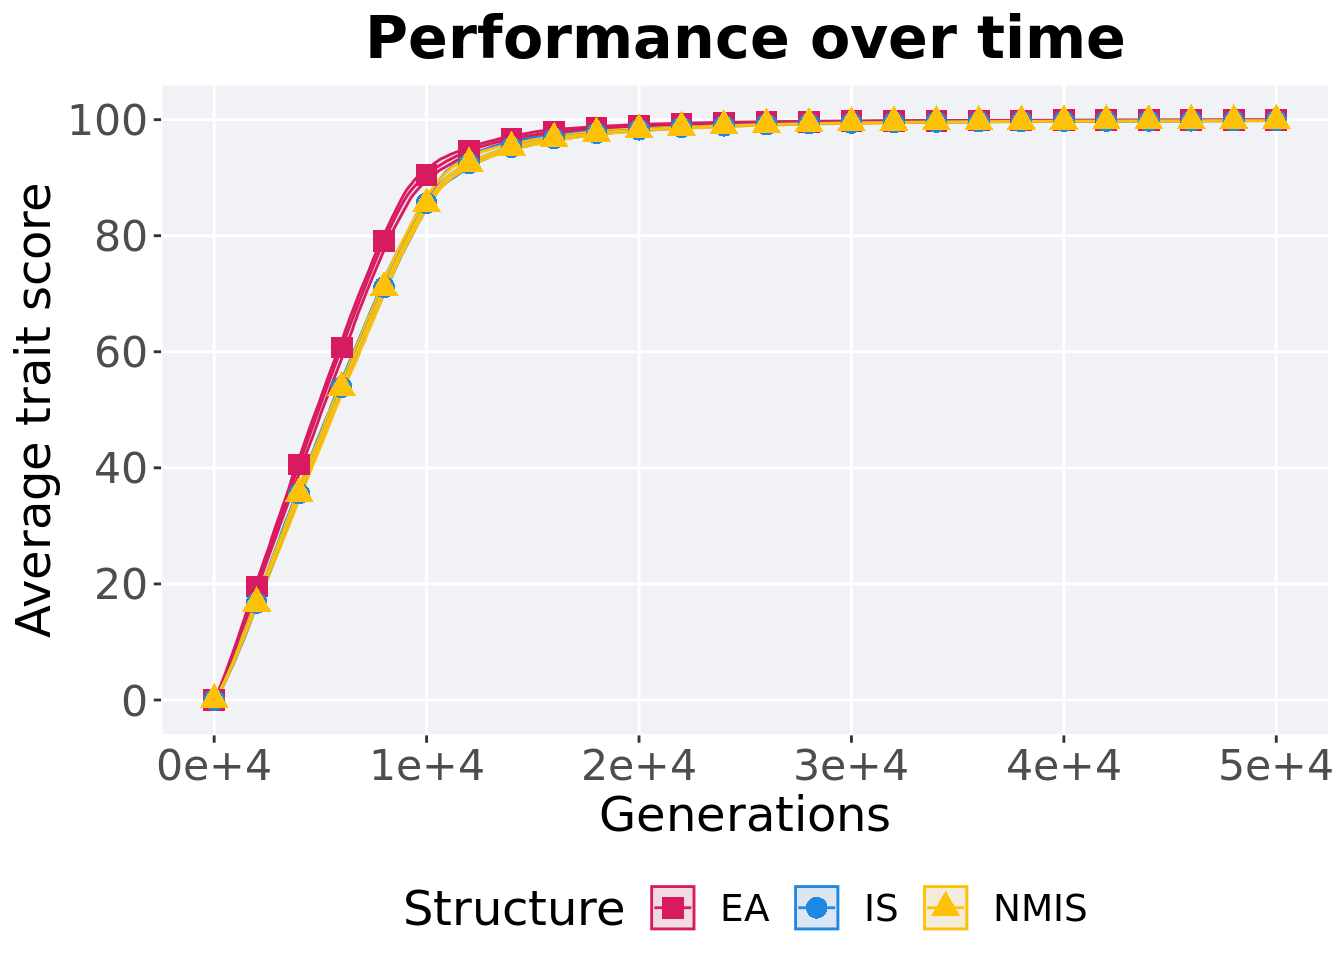 Performance over time
Average trait score
100
80
60
40
20
0
0e+4 1e+4 2e+4 3e+4 4e+4 5e+4
Generations
Structure EA IS NMIS